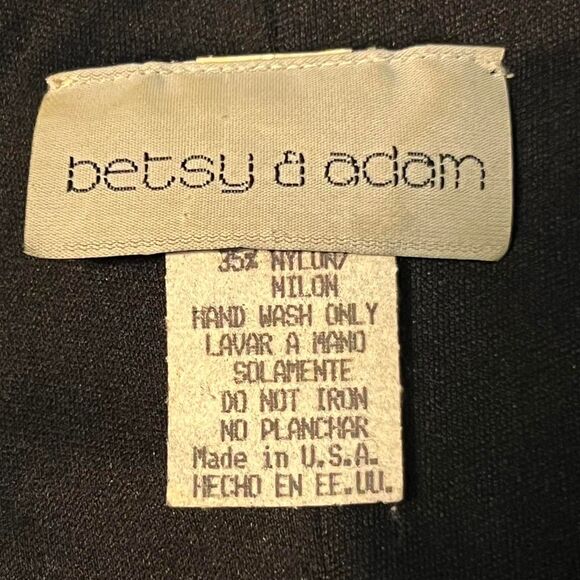 betsy & adam
35% NYLON/
NILON
HAND WASH ONLY
LAVAR A MANO
SOLAMENTE
DO NOT IRON
NO PLANCHAR
Made in U.S.A.
HECHO EN EE.UU.